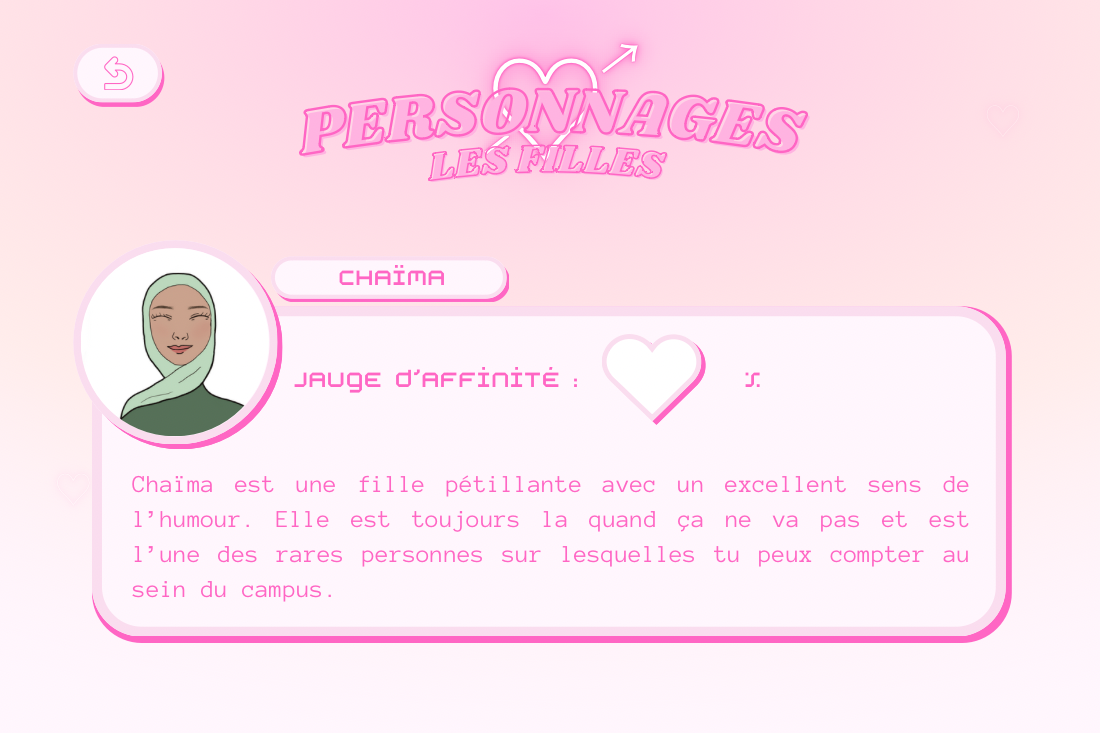 PERSONNAGES
LES FILLES
CHAÏMA
JAUGE D'AFFINITÉ : %
Chaïma est une fille pétillante avec un excellent sens de
l'humour. Elle est toujours la quand ça ne va pas et est
l'une des rares personnes sur lesquelles tu peux compter au
sein du campus.